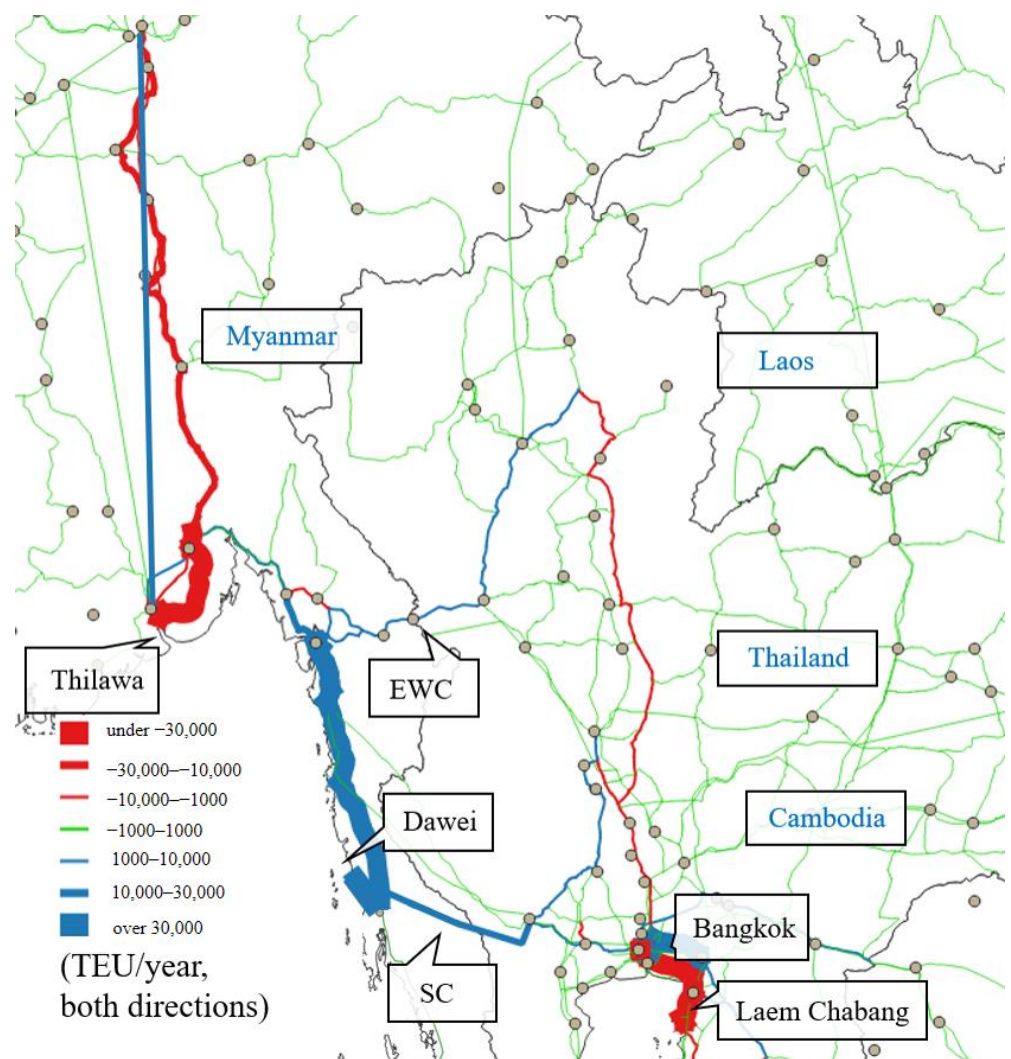 Myanmar
Laos
Thilawa
EWC
Thailand
under −30,000
−30,000–−10,000
−10,000–−1000
−1000–1000
1000–10,000
10,000–30,000
over 30,000
(TEU/year,
both directions)
Dawei
Cambodia
SC
Bangkok
Laem Chabang